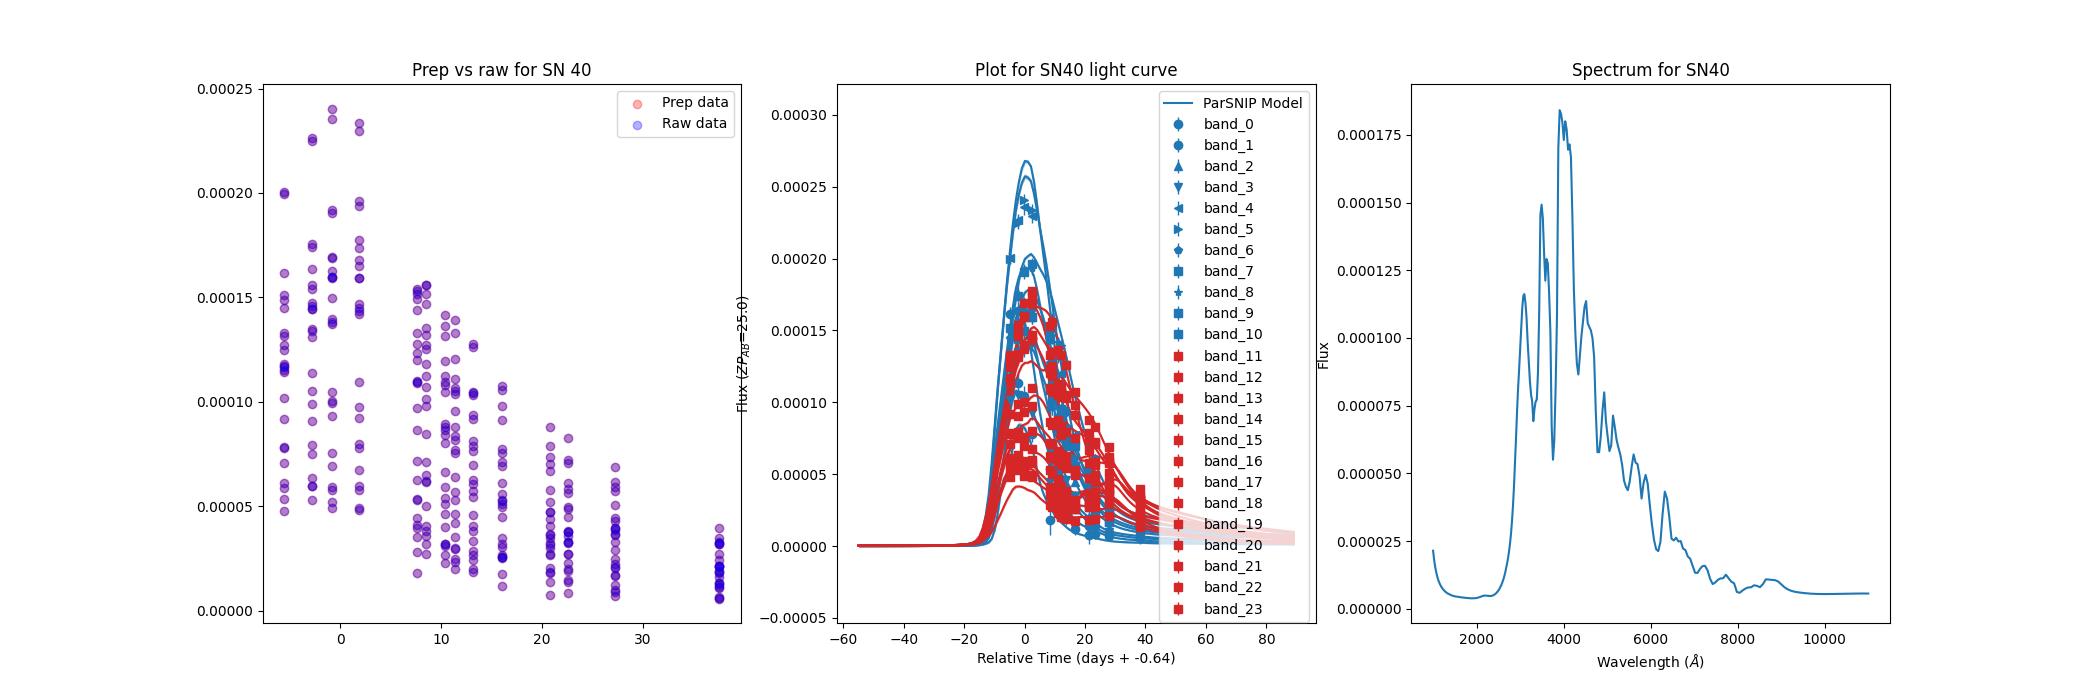 Prep vs raw for SN 40
0.00025
0.00020
0.00015
0.00010
0.00005
0.00000
0
10
20
30
Prep data
Raw data
Plot for SN40 light curve
Flux (ZP_AB=25.0)
0.00030
0.00025
0.00020
0.00015
0.00010
0.00005
0.00000
−0.00005
−60
−40
−20
0
20
40
60
80
Relative Time (days + -0.64)
ParSNIP Model
band_0
band_1
band_2
band_3
band_4
band_5
band_6
band_7
band_8
band_9
band_10
band_11
band_12
band_13
band_14
band_15
band_16
band_17
band_18
band_19
band_20
band_21
band_22
band_23
Spectrum for SN40
Flux
0.000175
0.000150
0.000125
0.000100
0.000075
0.000050
0.000025
0.000000
2000
4000
6000
8000
10000
Wavelength (Å)